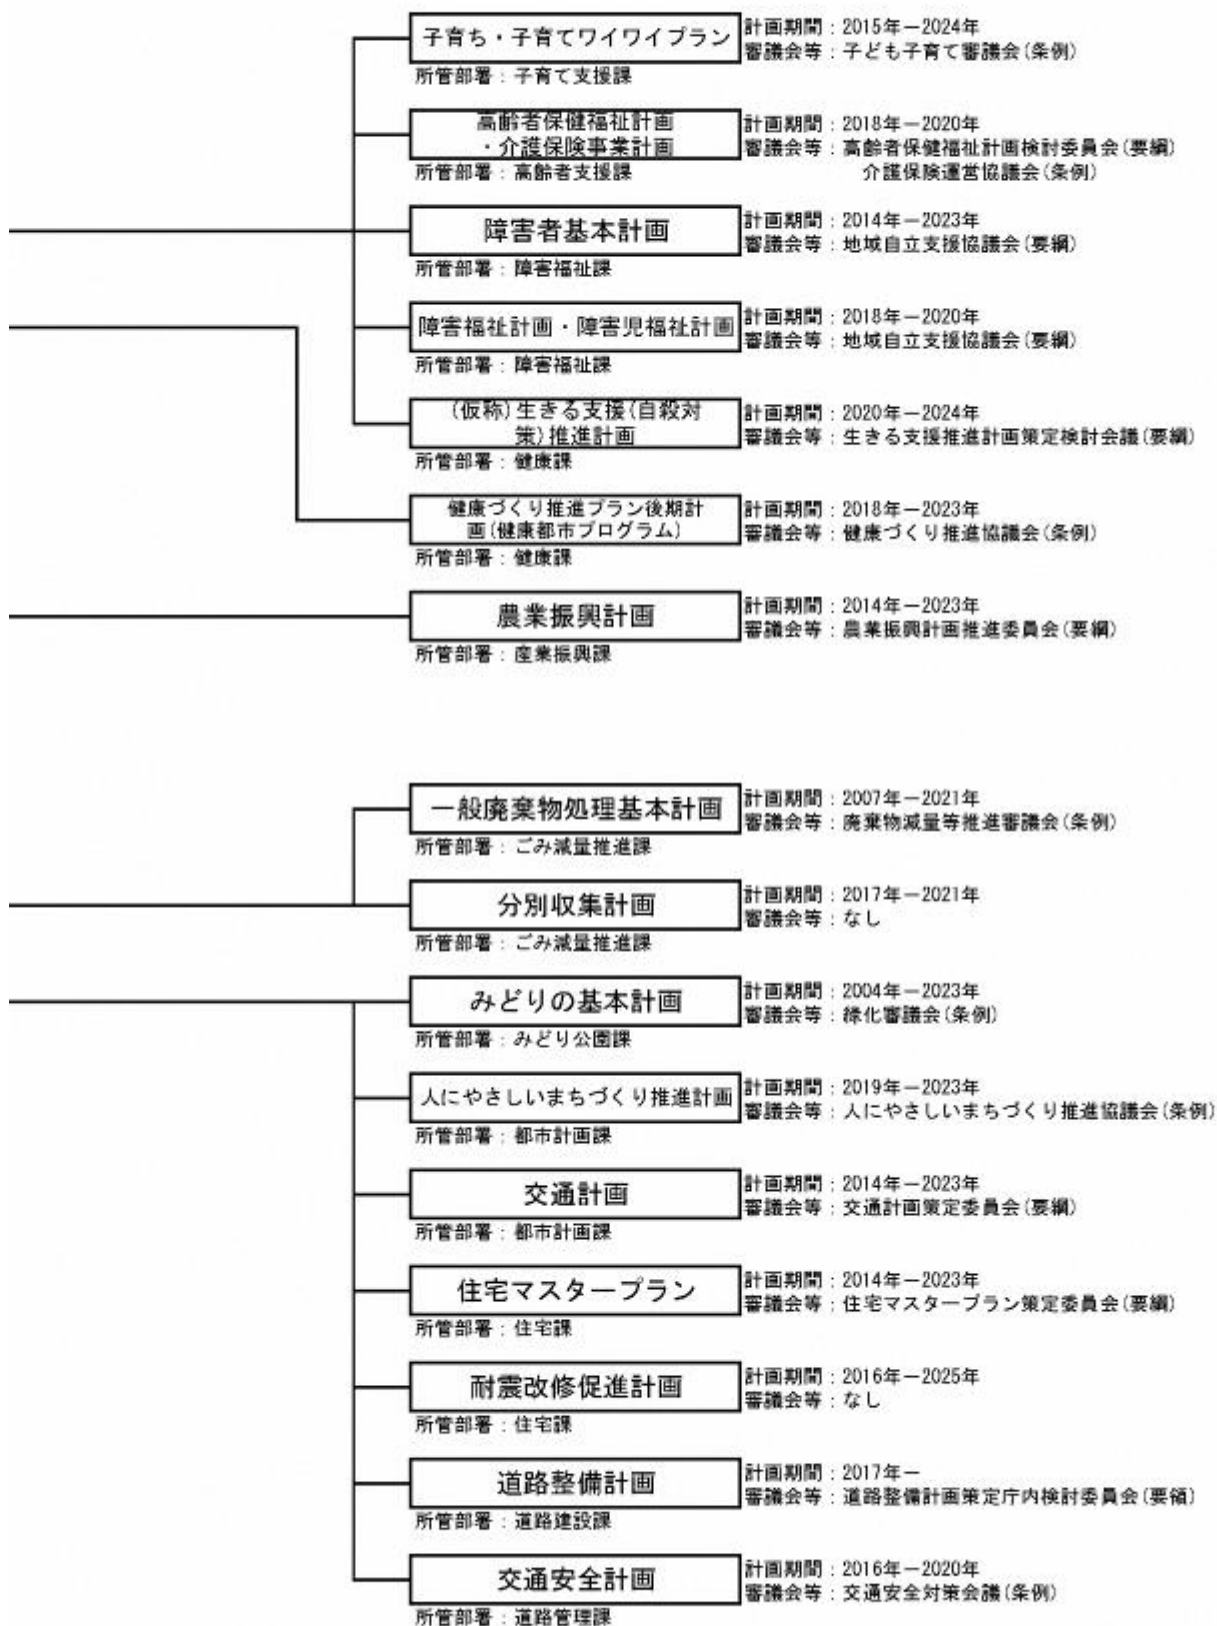 子育ち・子育てワイワイプラン
計画期間：2015年－2024年
審議会等：子ども子育て審議会(条例)
所管部署：子育て支援課
高齢者保健福祉計画
・介護保険事業計画
計画期間：2018年－2020年
審議会等：高齢者保健福祉計画検討委員会(要綱)
介護保険運営協議会(条例)
所管部署：高齢者支援課
障害者基本計画
計画期間：2014年－2023年
審議会等：地域自立支援協議会(要綱)
所管部署：障害福祉課
障害福祉計画・障害児福祉計画
計画期間：2018年－2020年
審議会等：地域自立支援協議会(要綱)
所管部署：障害福祉課
(仮称)生きる支援(自殺対
策)推進計画
計画期間：2020年－2024年
審議会等：生きる支援推進計画策定検討会議(要綱)
所管部署：健康課
健康づくり推進プラン後期計
画(健康都市プログラム)
計画期間：2018年－2023年
審議会等：健康づくり推進協議会(条例)
所管部署：健康課
農業振興計画
計画期間：2014年－2023年
審議会等：農業振興計画推進委員会(要綱)
所管部署：産業振興課
一般廃棄物処理基本計画
計画期間：2007年－2021年
審議会等：廃棄物減量等推進審議会(条例)
所管部署：ごみ減量推進課
分別収集計画
計画期間：2017年－2021年
審議会等：なし
所管部署：ごみ減量推進課
みどりの基本計画
計画期間：2004年－2023年
審議会等：緑化審議会(条例)
所管部署：みどり公園課
人にやさしいまちづくり推進計画
計画期間：2019年－2023年
審議会等：人にやさしいまちづくり推進協議会(条例)
所管部署：都市計画課
交通計画
計画期間：2014年－2023年
審議会等：交通計画策定委員会(要綱)
所管部署：都市計画課
住宅マスタープラン
計画期間：2014年－2023年
審議会等：住宅マスタープラン策定委員会(要綱)
所管部署：住宅課
耐震改修促進計画
計画期間：2016年－2025年
審議会等：なし
所管部署：住宅課
道路整備計画
計画期間：2017年－
審議会等：道路整備計画策定庁内検討委員会(要領)
所管部署：道路建設課
交通安全計画
計画期間：2016年－2020年
審議会等：交通安全対策会議(条例)
所管部署：道路管理課